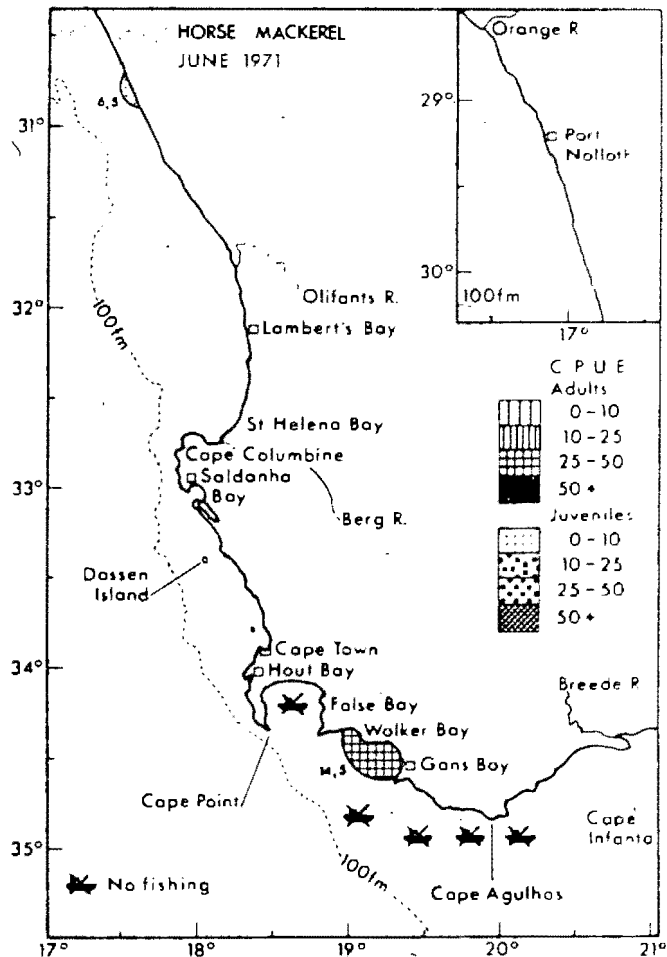 HORSE MACKEREL
JUNE 1971
Orange R
29°
Port
Nolloth
30°
100fm
17°
6,5
31°
Olifants R.
32°
100fm
Lambert's Bay
C P U E
Adults
0-10
10-25
25-50
50+
Juveniles
0-10
10-25
25-50
50+
St Helena Bay
Cape Columbine
Saldanha
Bay
33°
Berg R.
Dassen
Island
Cape Town
34°
Hout Bay
Breede R
False Bay
Walker Bay
Gans Bay
Cape Point
Cape
Infanta
35°
100fm
No fishing
Cape Agulhas
17°
18°
19°
20°
21°